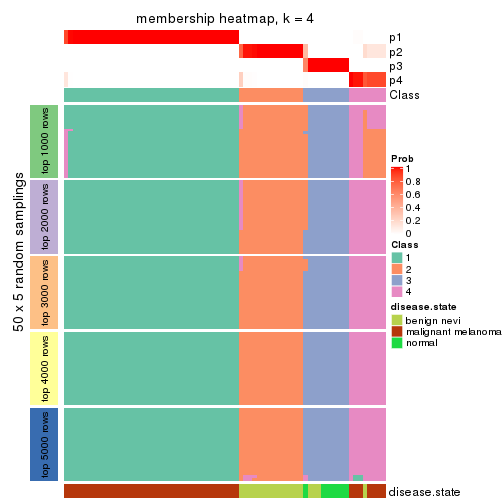 membership heatmap, k = 4
p1
p2
p3
p4
Class
50 x 5 random samplings
top 1000 rows
top 2000 rows
top 3000 rows
top 4000 rows
top 5000 rows
Prob
1
0.8
0.6
0.4
0.2
0
Class
1
2
3
4
disease.state
benign nevi
malignant melanoma
normal
disease.state